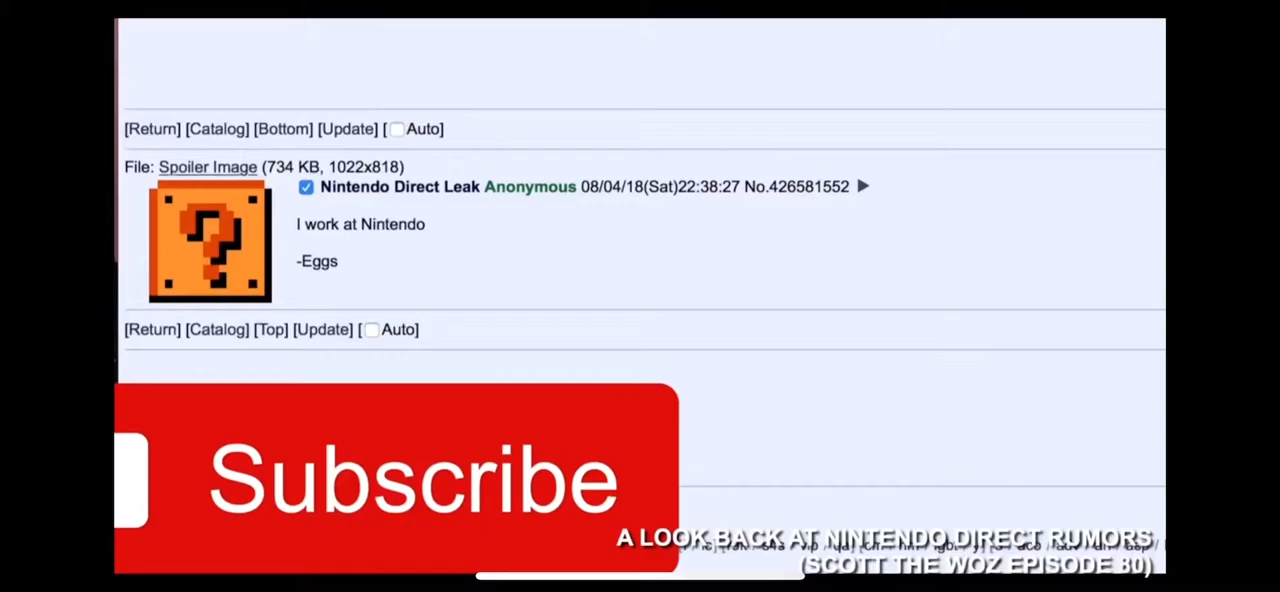 [Return] [Catalog] [Bottom] [Update] [ Auto]
File: Spoiler Image (734 KB, 1022x818)
Nintendo Direct Leak Anonymous 08/04/18(Sat)22:38:27 No.426581552 ▶
I work at Nintendo
-Eggs
[Return] [Catalog] [Top] [Update] [ Auto]
Subscribe
A LOOK BACK AT NINTENDO DIRECT RUMORS
(SCOTT THE WOZ EPISODE 80)